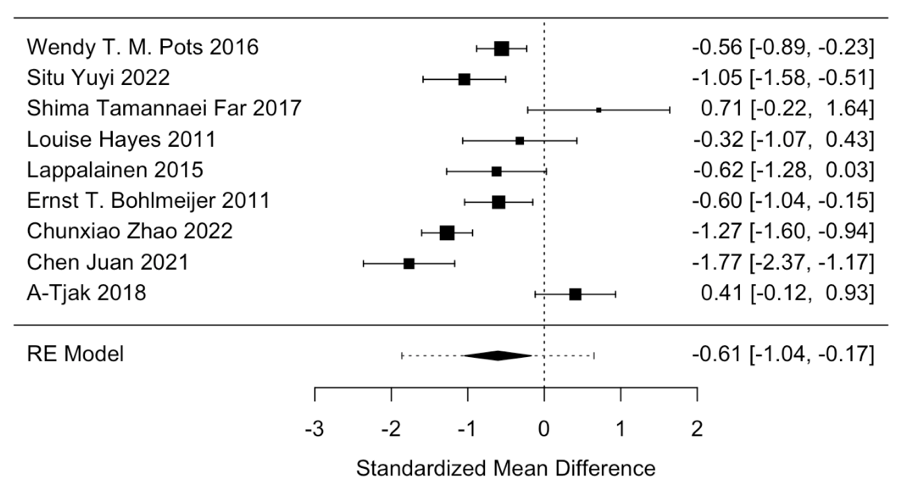 Wendy T. M. Pots 2016 -0.56 [-0.89, -0.23]
Situ Yuyi 2022 -1.05 [-1.58, -0.51]
Shima Tamannaei Far 2017 0.71 [-0.22, 1.64]
Louise Hayes 2011 -0.32 [-1.07, 0.43]
Lappalainen 2015 -0.62 [-1.28, 0.03]
Ernst T. Bohlmeijer 2011 -0.60 [-1.04, -0.15]
Chunxiao Zhao 2022 -1.27 [-1.60, -0.94]
Chen Juan 2021 -1.77 [-2.37, -1.17]
A-Tjak 2018 0.41 [-0.12, 0.93]
RE Model -0.61 [-1.04, -0.17]
-3 -2 -1 0 1 2
Standardized Mean Difference